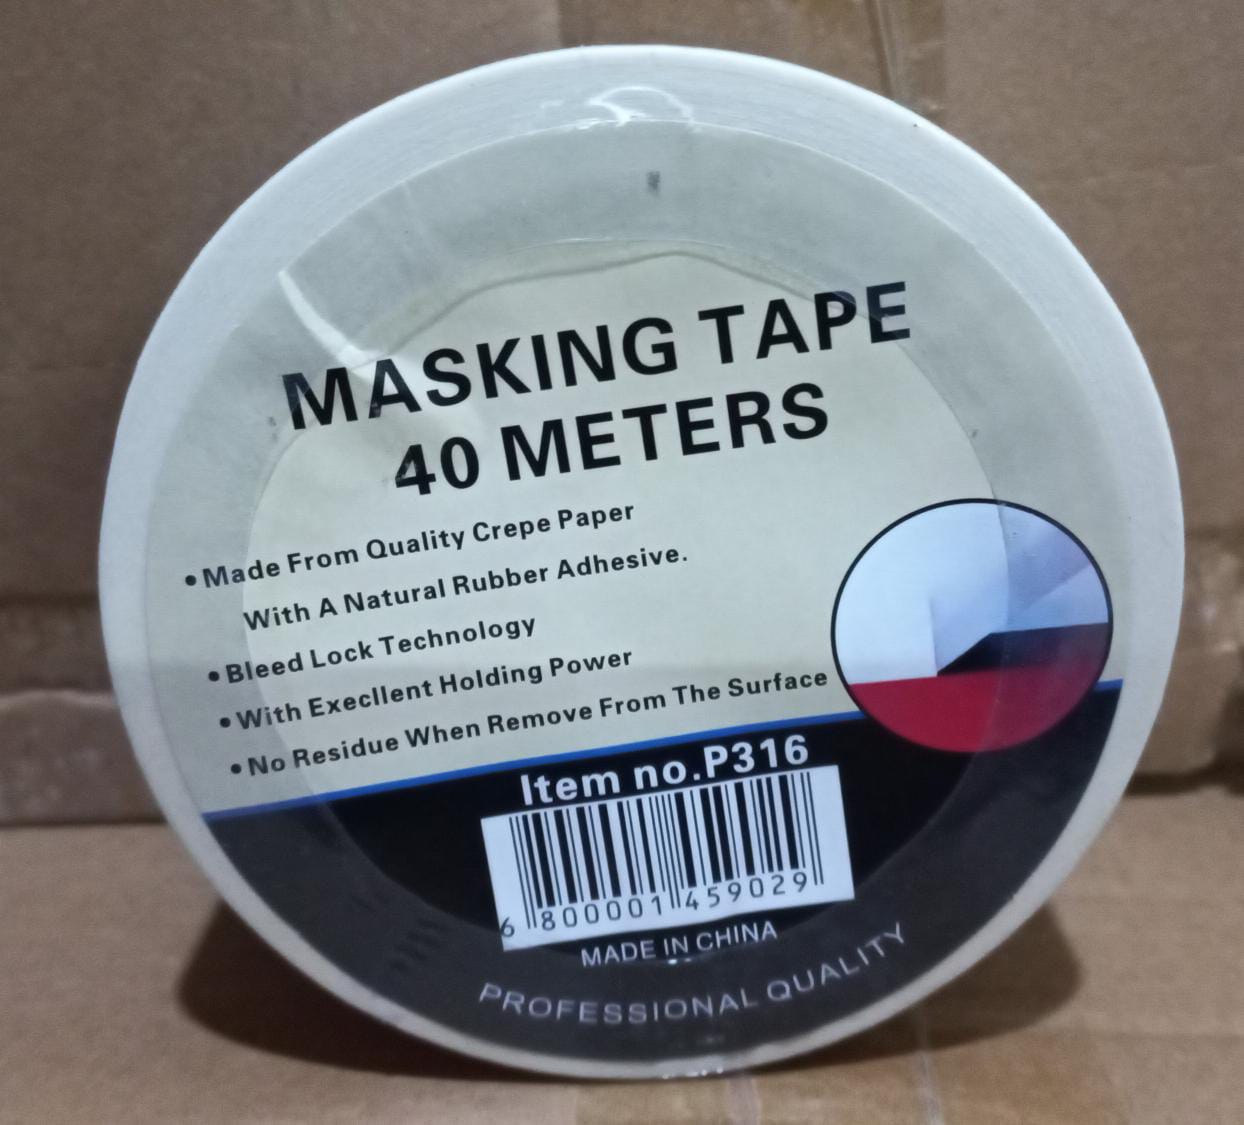 MASKING TAPE
40 METERS
• Made From Quality Crepe Paper
With A Natural Rubber Adhesive.
• Bleed Lock Technology
• With Execllent Holding Power
• No Residue When Remove From The Surface
Item no.P316
6 800001 459029
MADE IN CHINA
PROFESSIONAL QUALITY